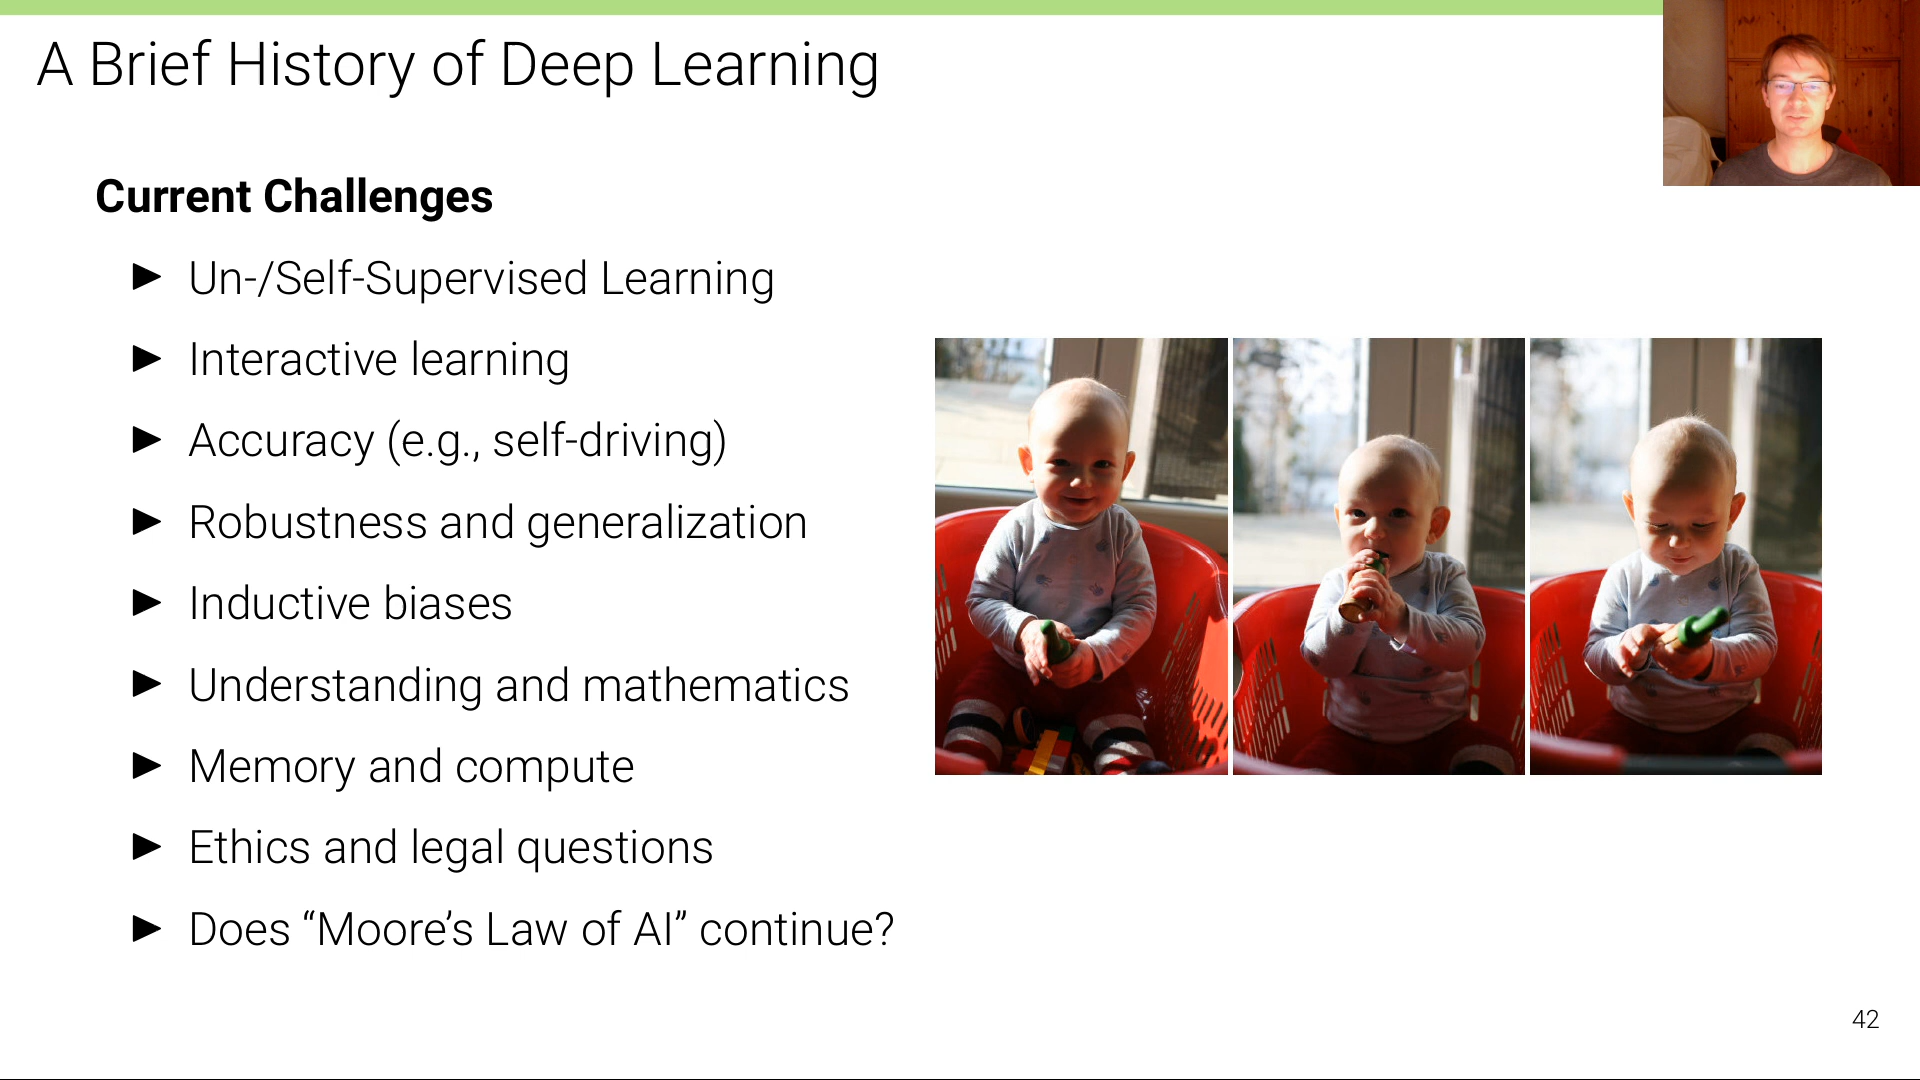 A Brief History of Deep Learning
Current Challenges
► Un-/Self-Supervised Learning
► Interactive learning
► Accuracy (e.g., self-driving)
► Robustness and generalization
► Inductive biases
► Understanding and mathematics
► Memory and compute
► Ethics and legal questions
► Does “Moore’s Law of AI” continue?
42